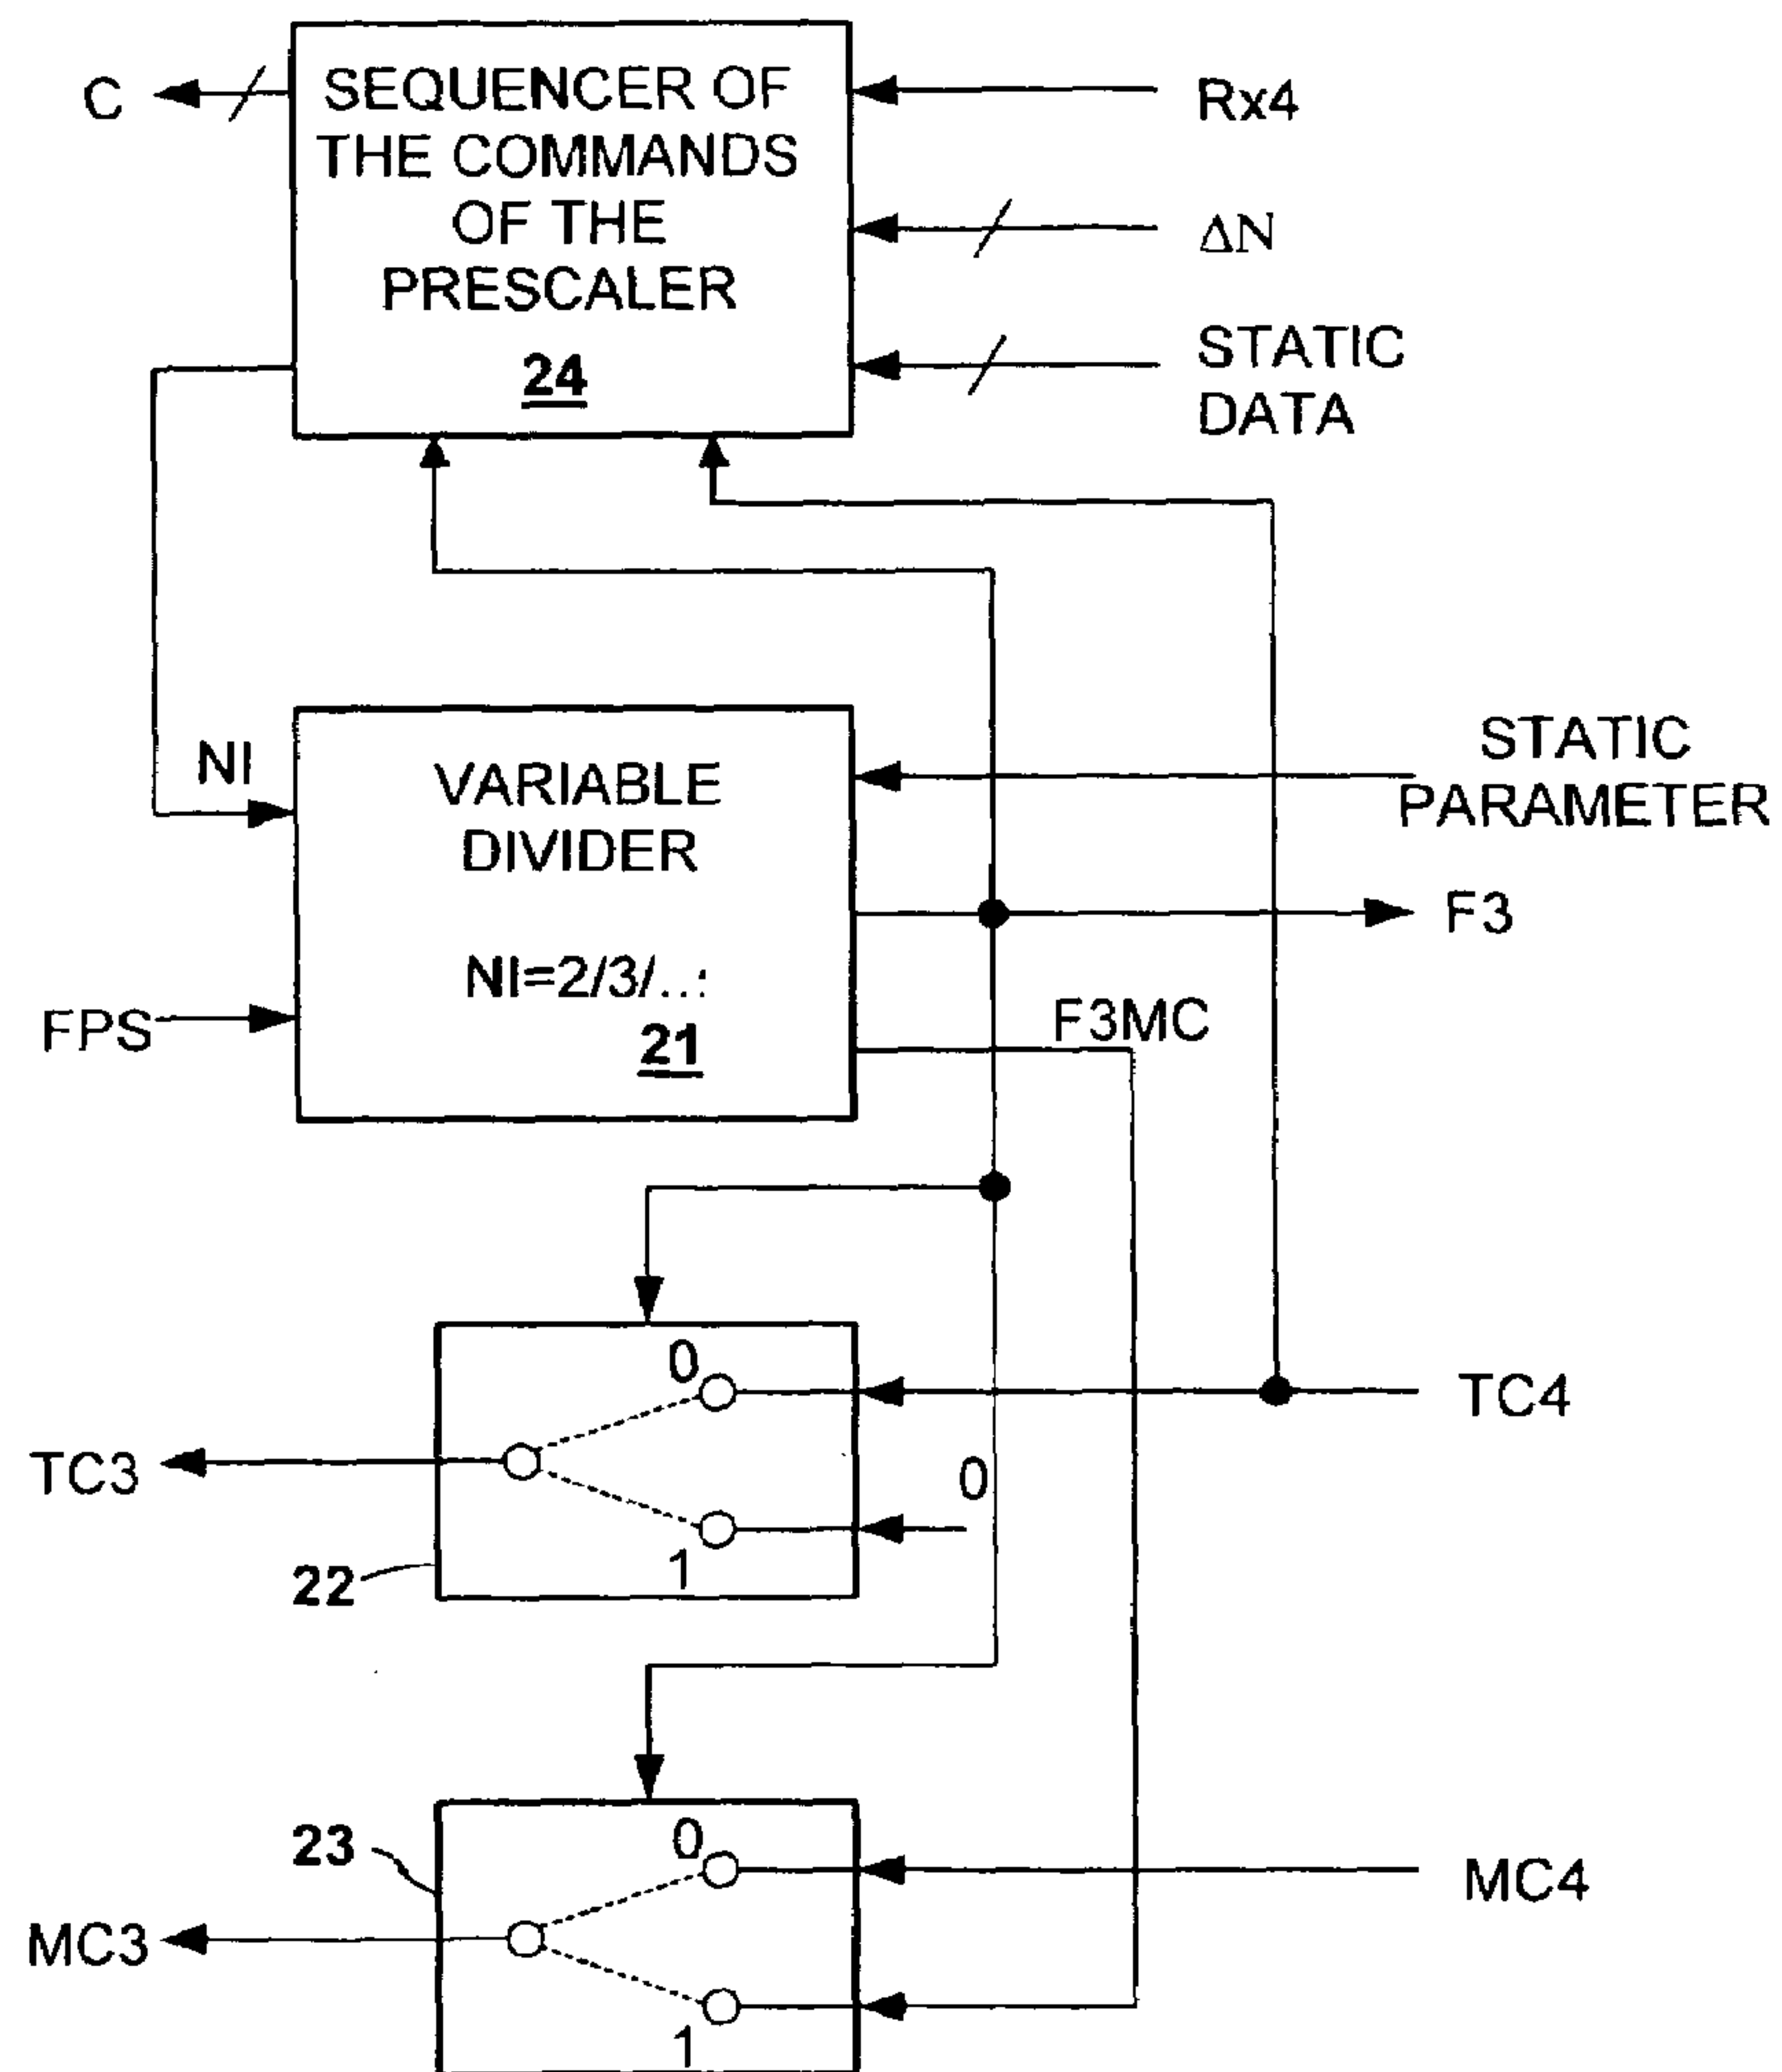 C
SEQUENCER OF
THE COMMANDS
OF THE
PRESCALER
24
Rx4
ΔN
STATIC
DATA
NI
VARIABLE
DIVIDER
NI=2/3/...
21
STATIC
PARAMETER
F3
FPS
F3MC
0
TC4
TC3
0
1
22
23
0
MC4
MC3
1